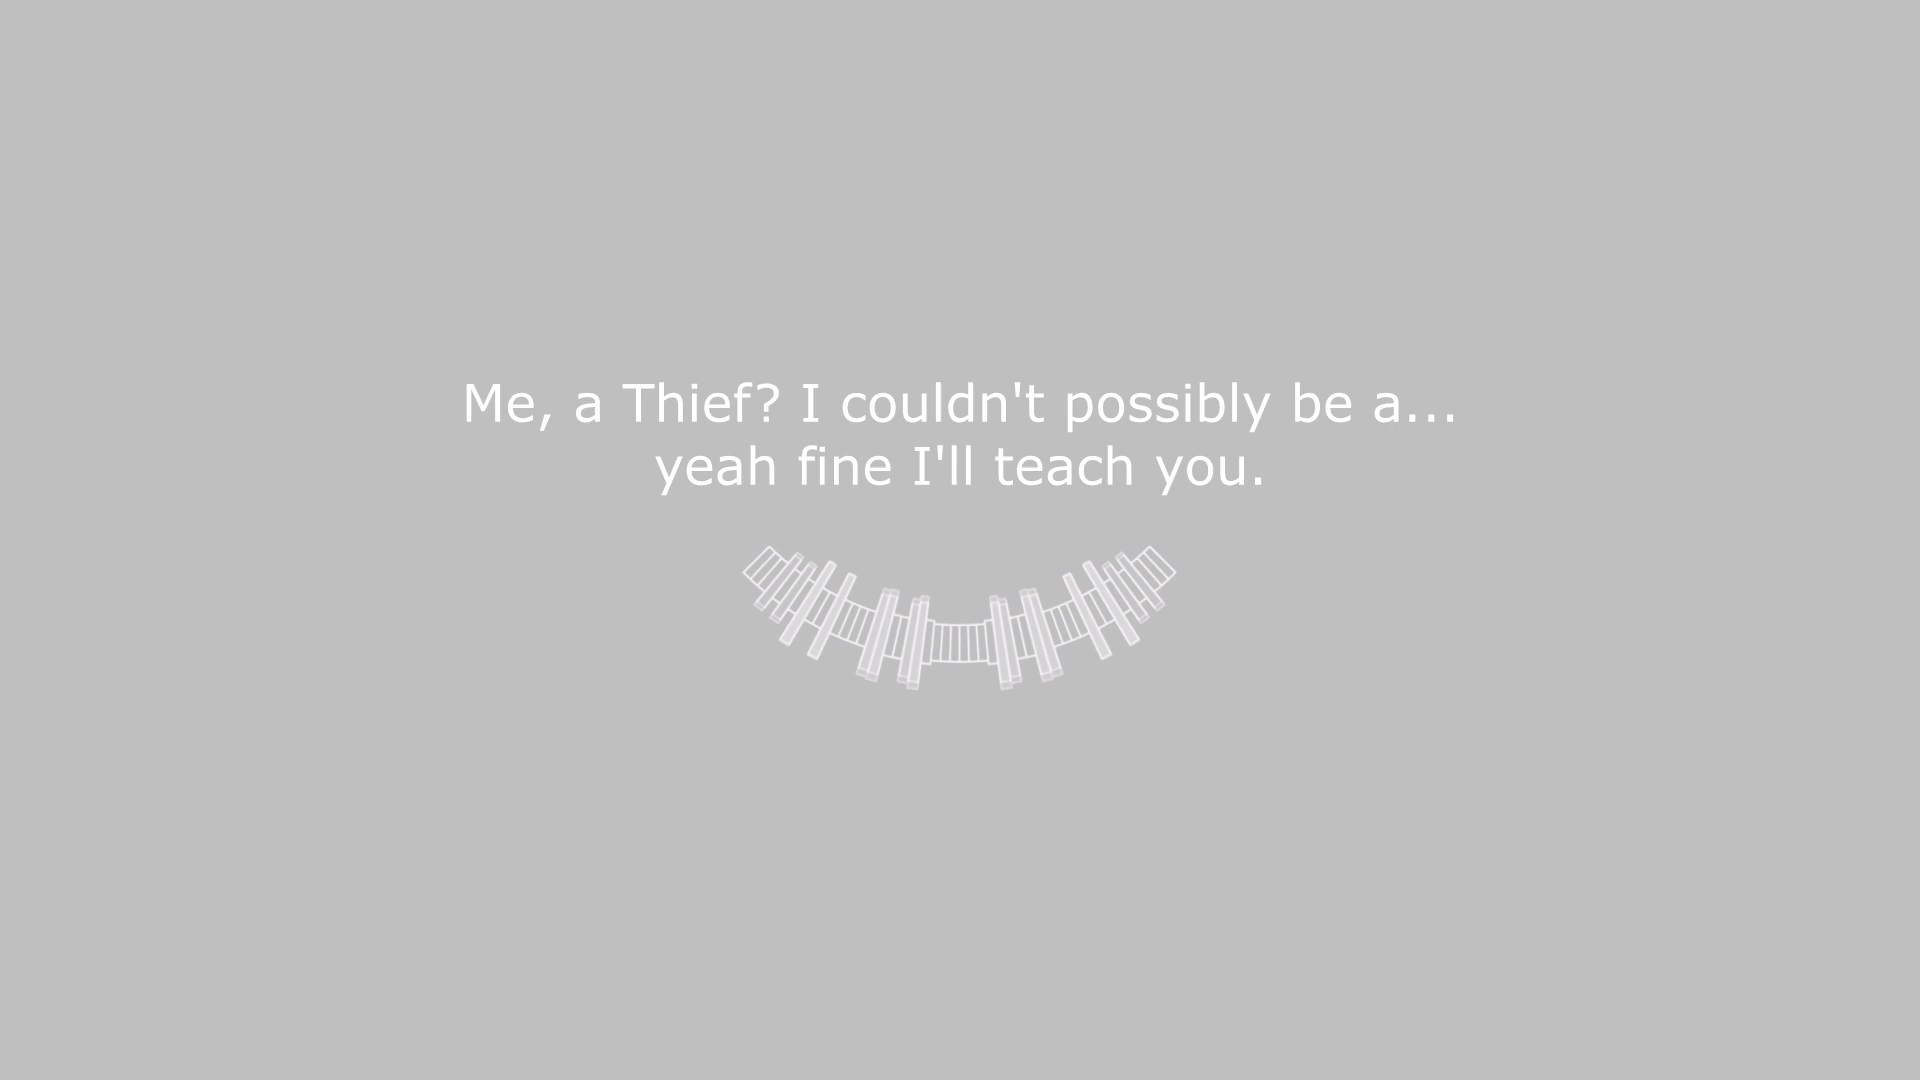 Me, a Thief? I couldn't possibly be a...
yeah fine I'll teach you.